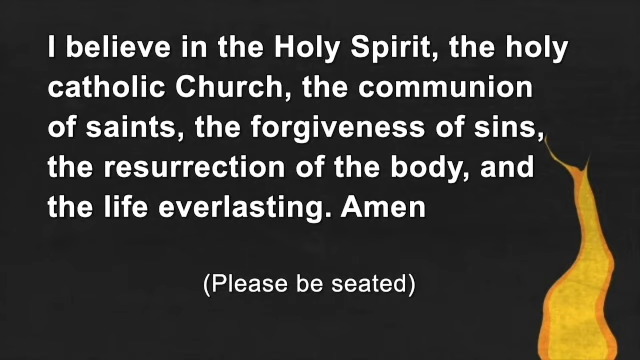 I believe in the Holy Spirit, the holy
catholic Church, the communion
of saints, the forgiveness of sins,
the resurrection of the body, and
the life everlasting. Amen
(Please be seated)